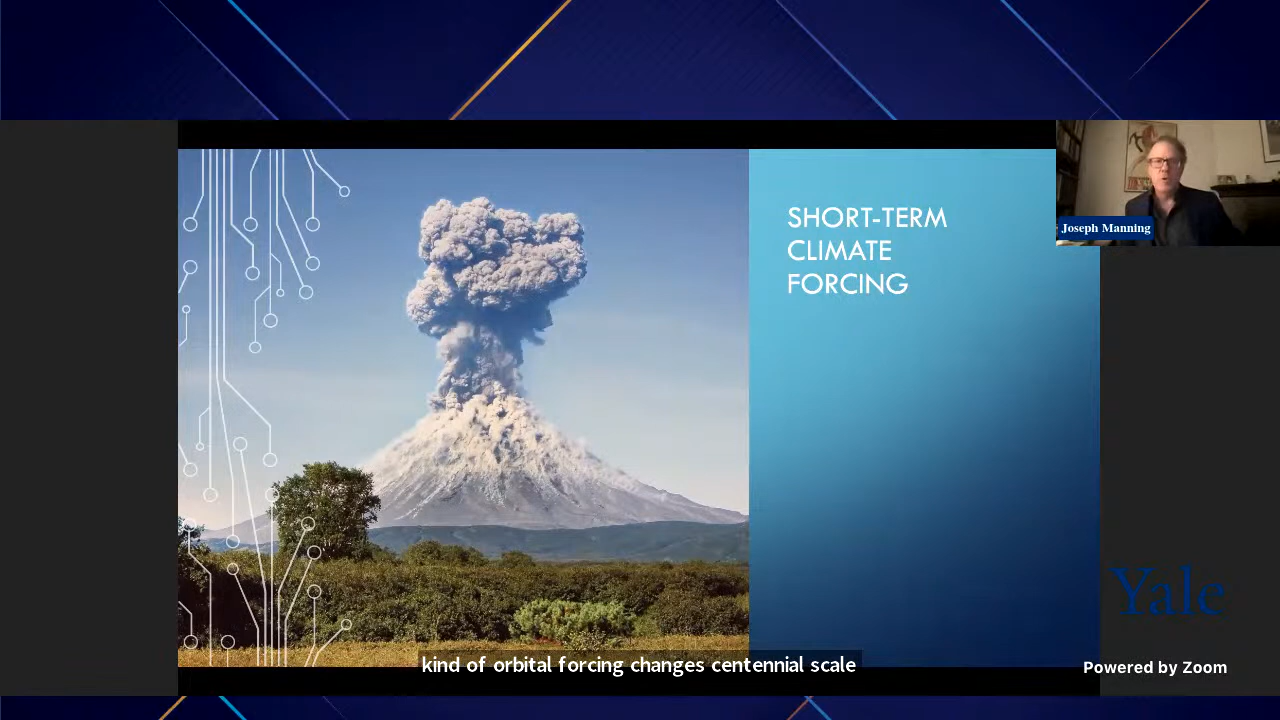 SHORT-TERM
CLIMATE
FORCING
Joseph Manning
Yale
kind of orbital forcing changes centennial scale
Powered by Zoom